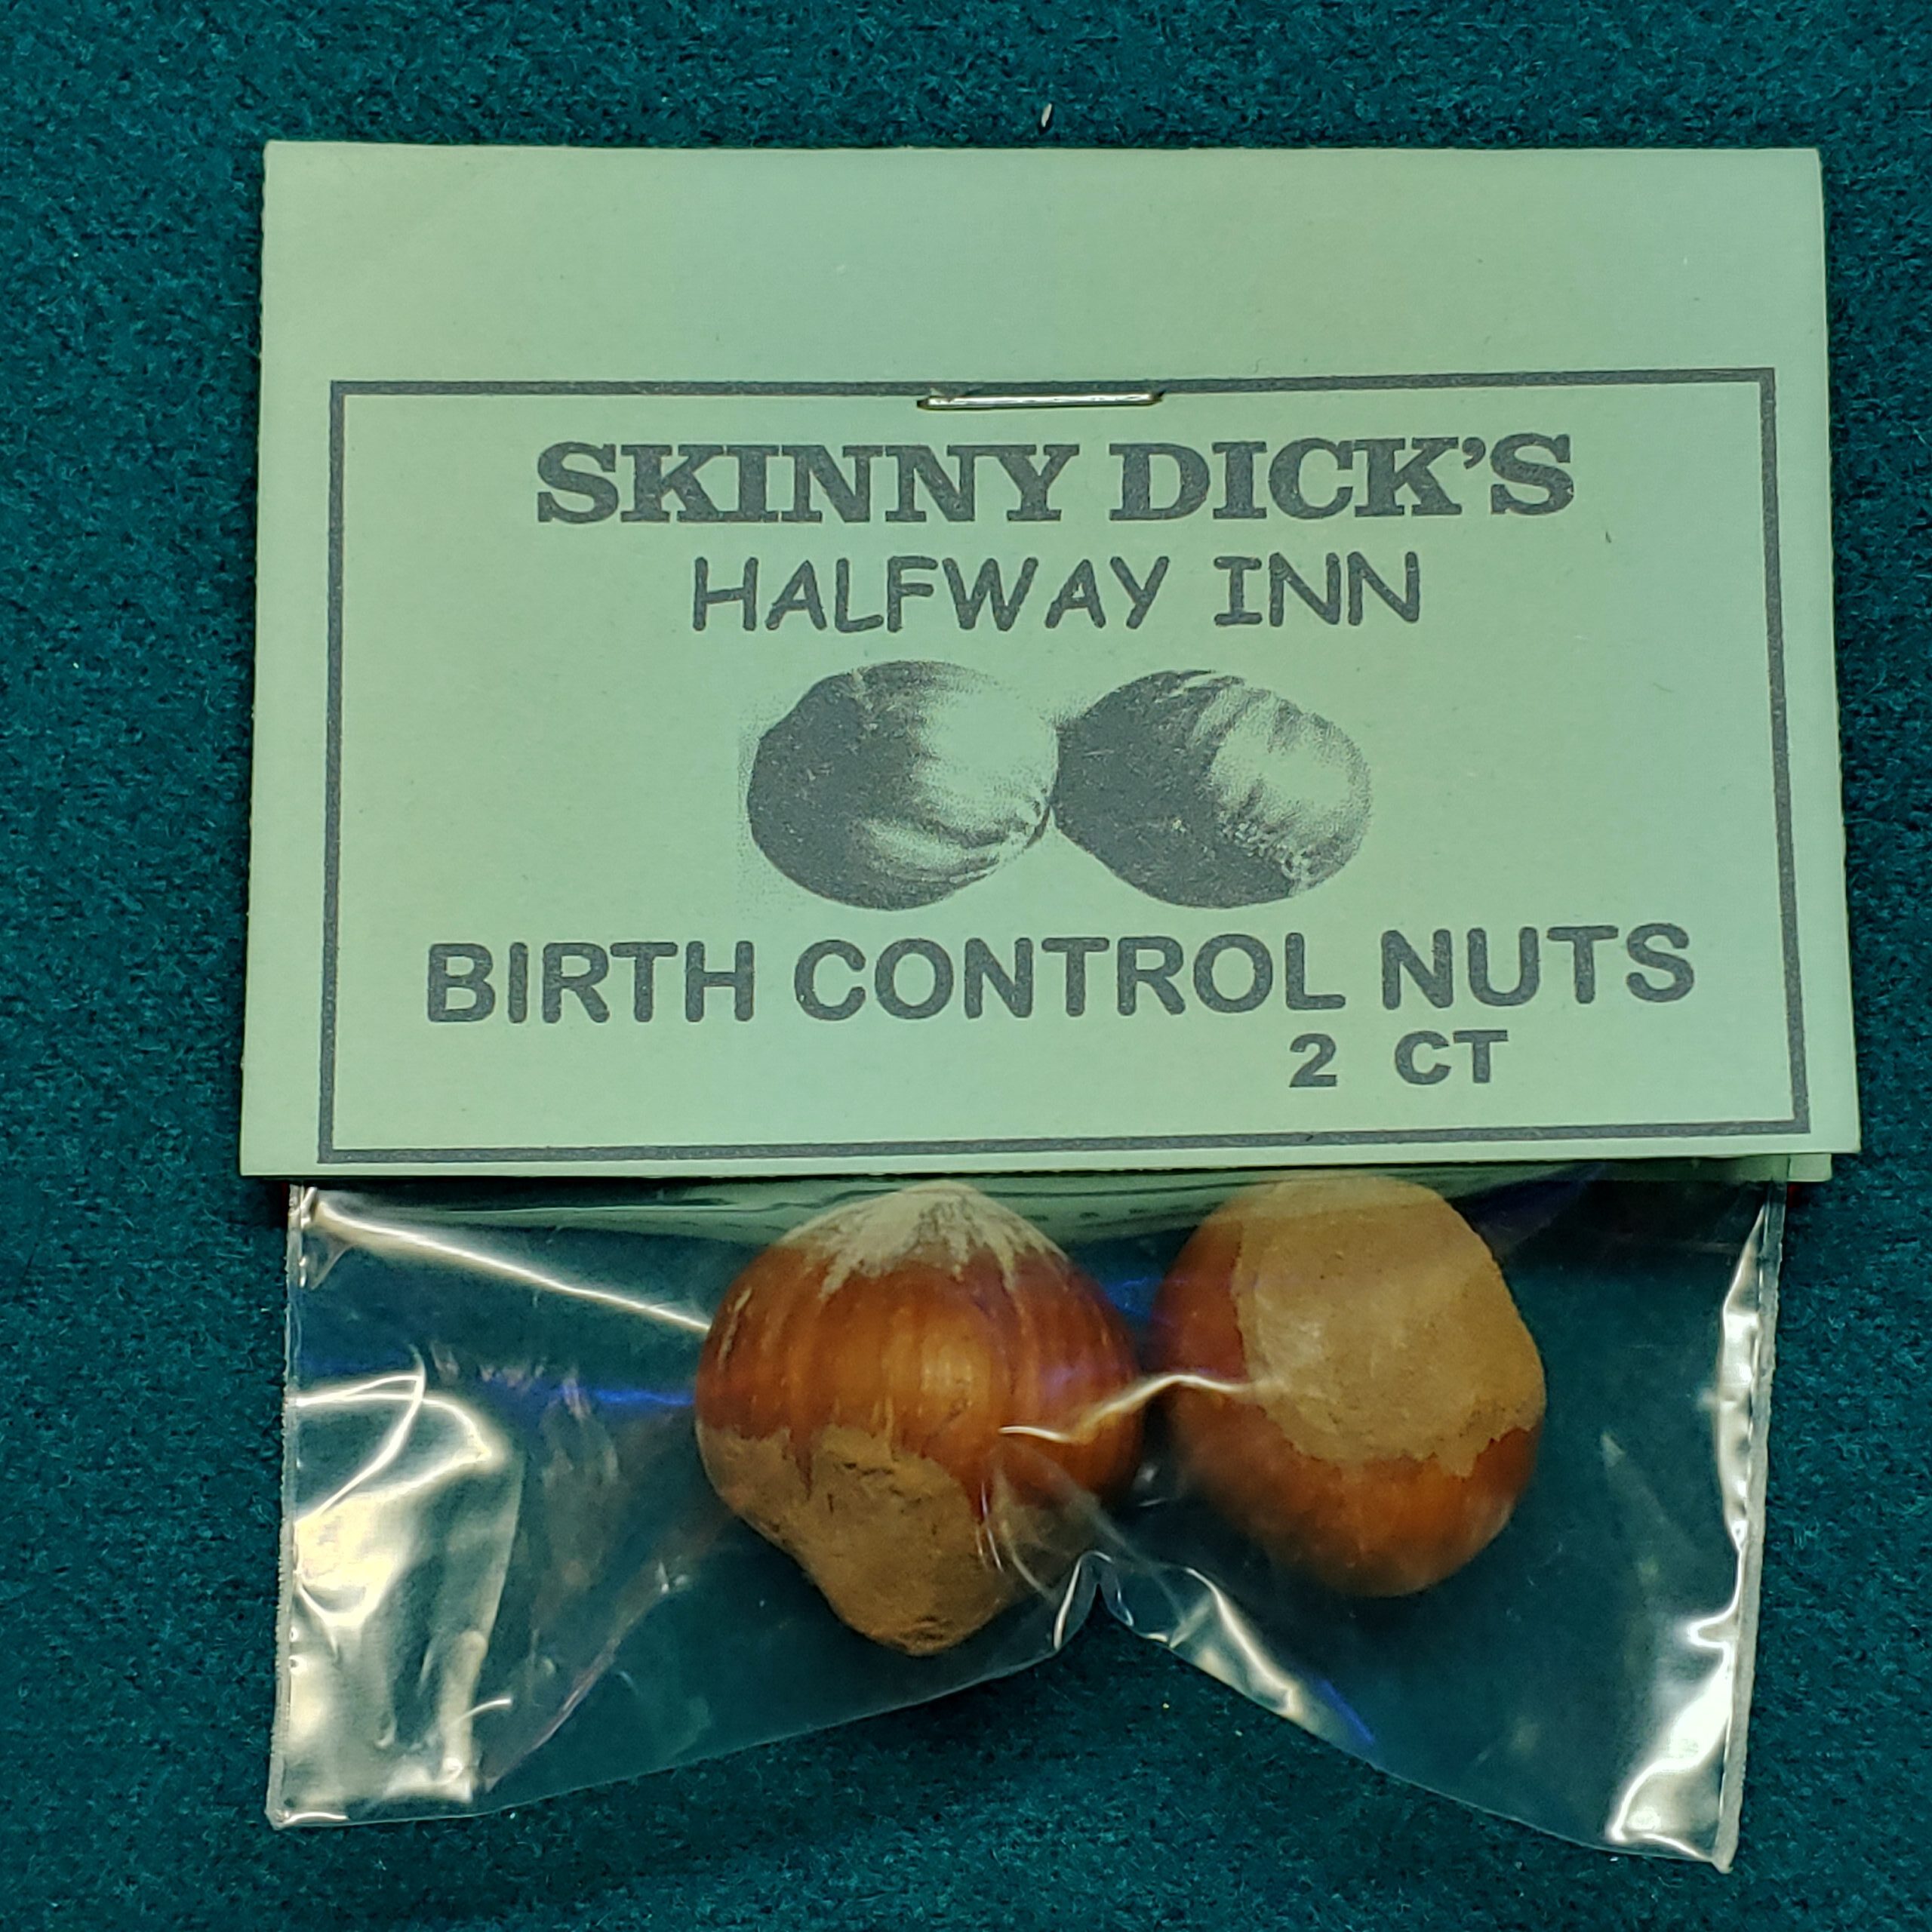 SKINNY DICK'S
HALFWAY INN
BIRTH CONTROL NUTS
2 CT